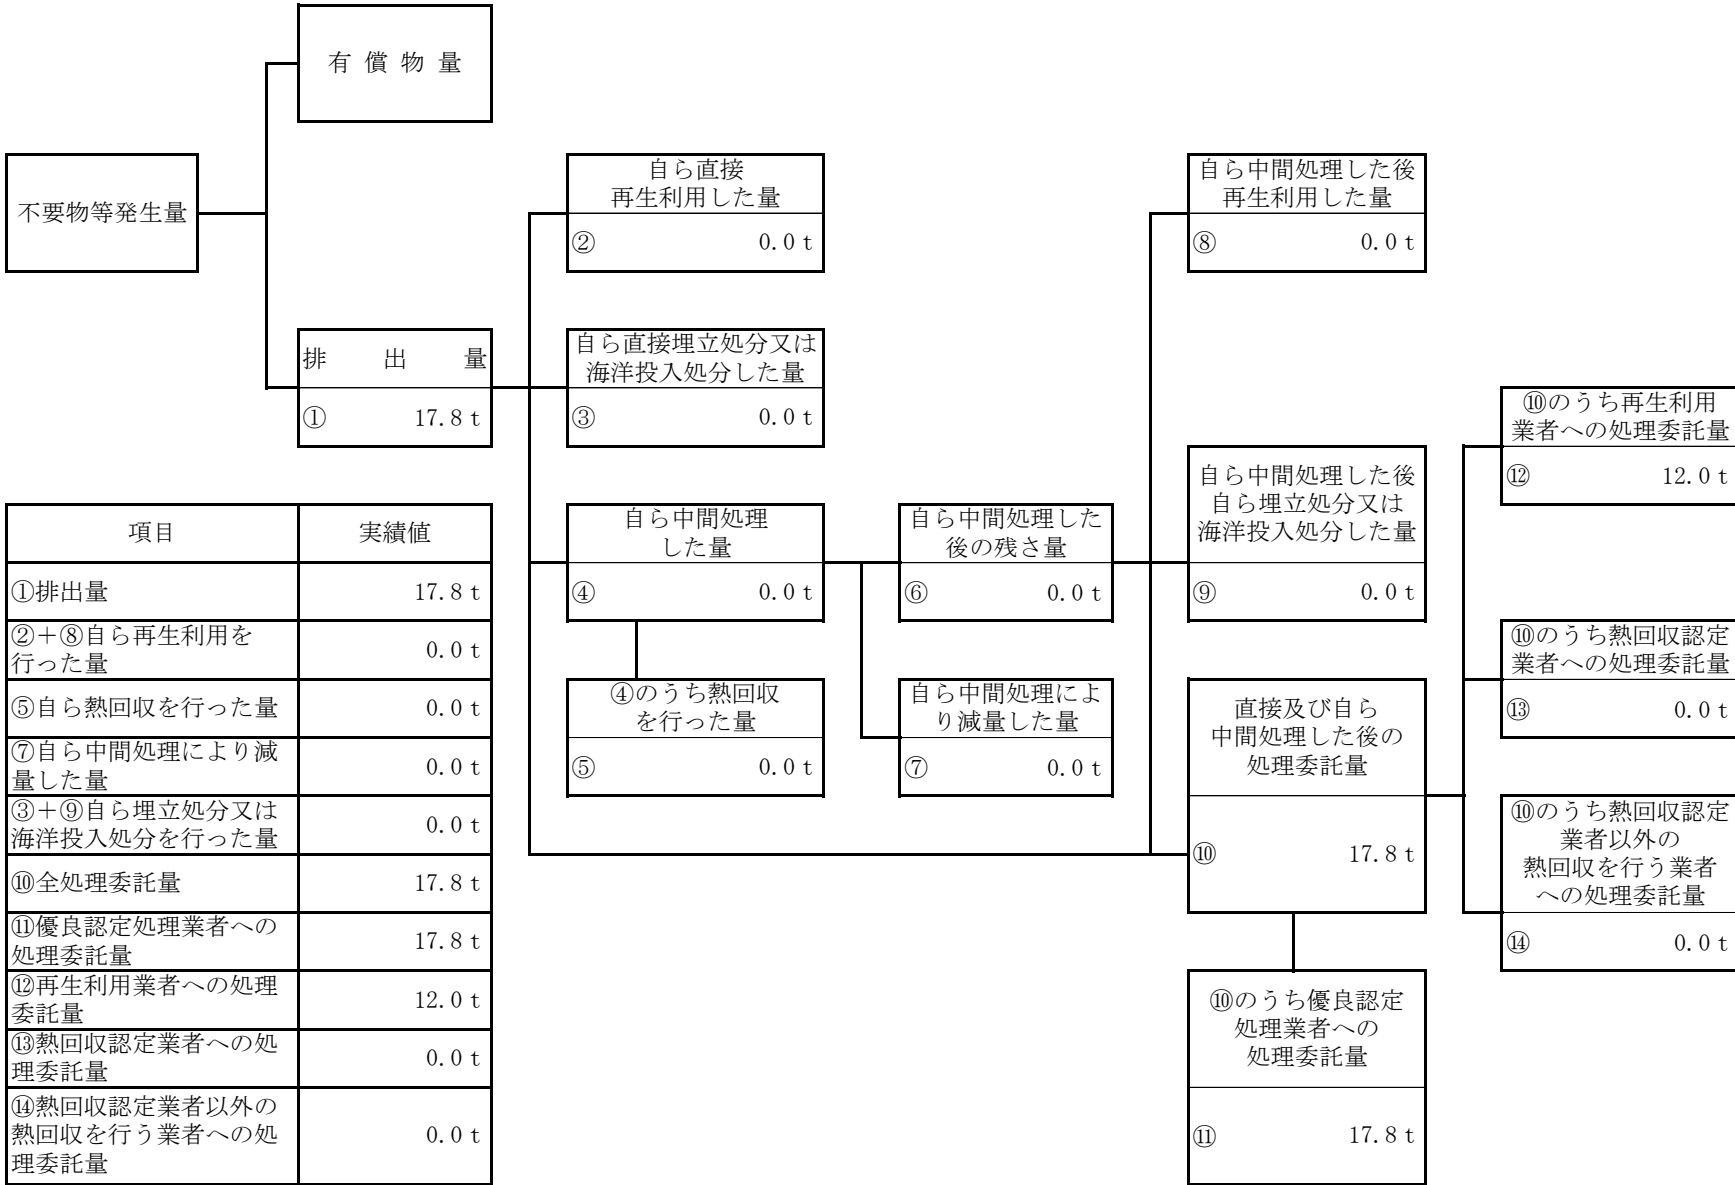 有償物量
不要物等発生量
自ら直接
再生利用した量
② 0.0 t
自ら中間処理した後
再生利用した量
⑧ 0.0 t
排出量
① 17.8 t
自ら直接埋立処分又は
海洋投入処分した量
③ 0.0 t
⑩のうち再生利用
業者への処理委託量
⑫ 12.0 t
自ら中間処理した後
自ら埋立処分又は
海洋投入処分した量
⑨ 0.0 t
自ら中間処理
した量
④ 0.0 t
自ら中間処理した
後の残さ量
⑥ 0.0 t
④のうち熱回収
を行った量
⑤ 0.0 t
自ら中間処理によ
り減量した量
⑦ 0.0 t
直接及び自ら
中間処理した後の
処理委託量
⑩ 17.8 t
⑩のうち熱回収認定
業者への処理委託量
⑬ 0.0 t
⑩のうち熱回収認定
業者以外の
熱回収を行う業者
への処理委託量
⑭ 0.0 t
⑩のうち優良認定
処理業者への
処理委託量
⑪ 17.8 t
項目 実績値
①排出量 17.8 t
②+⑧自ら再生利用を
行った量 0.0 t
⑤自ら熱回収を行った量 0.0 t
⑦自ら中間処理により減
量した量 0.0 t
③+⑨自ら埋立処分又は
海洋投入処分を行った量 0.0 t
⑩全処理委託量 17.8 t
⑪優良認定処理業者への
処理委託量 17.8 t
⑫再生利用業者への処理
委託量 12.0 t
⑬熱回収認定業者への処
理委託量 0.0 t
⑭熱回収認定業者以外の
熱回収を行う業者への処
理委託量 0.0 t